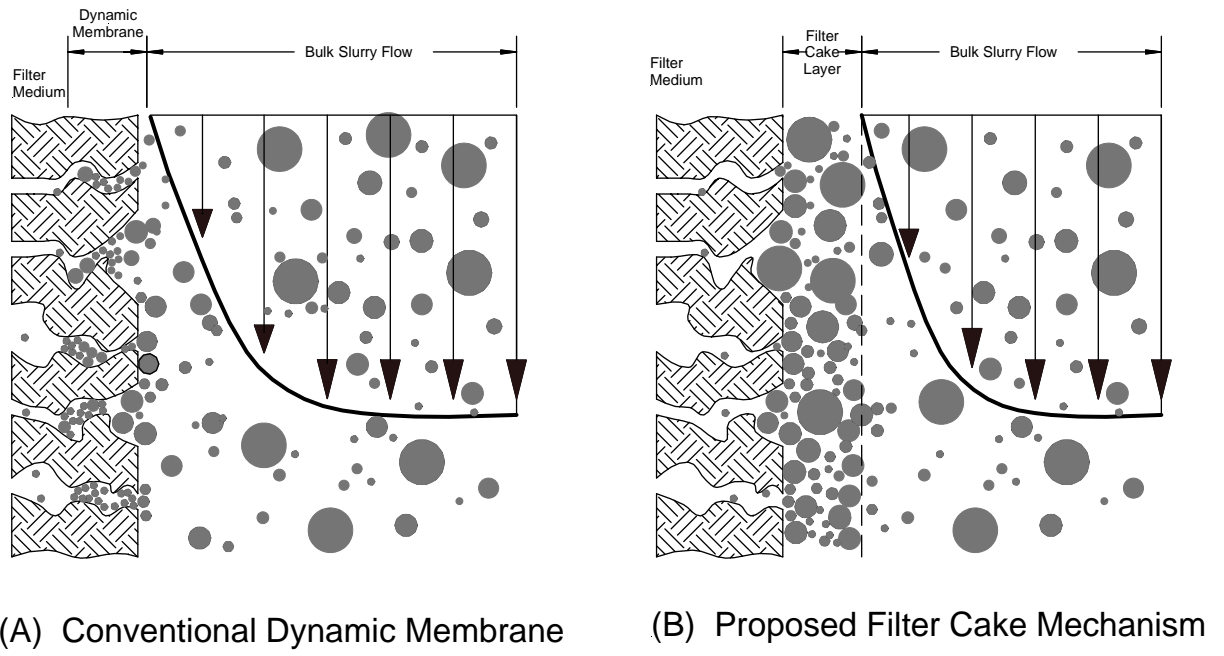 Dynamic
Membrane
Bulk Slurry Flow
Filter
Medium
(A) Conventional Dynamic Membrane
Filter
Cake
Layer
Bulk Slurry Flow
Filter
Medium
(B) Proposed Filter Cake Mechanism